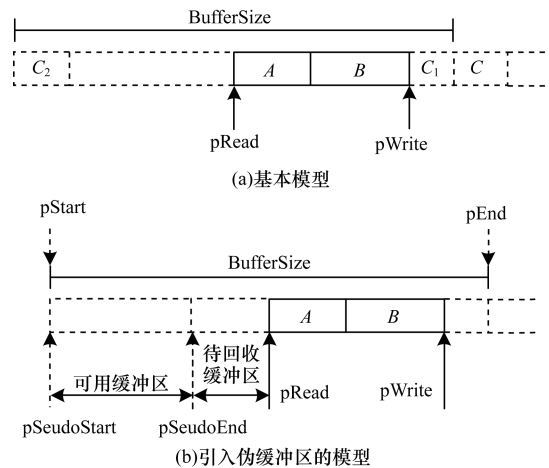 BufferSize
C₂ A B C₁ C
pRead
pWrite
(a)基本模型
pStart
pEnd
BufferSize
A B
可用缓冲区
待回收
缓冲区
pRead
pWrite
pSeudoStart
pSeudoEnd
(b)引入伪缓冲区的模型